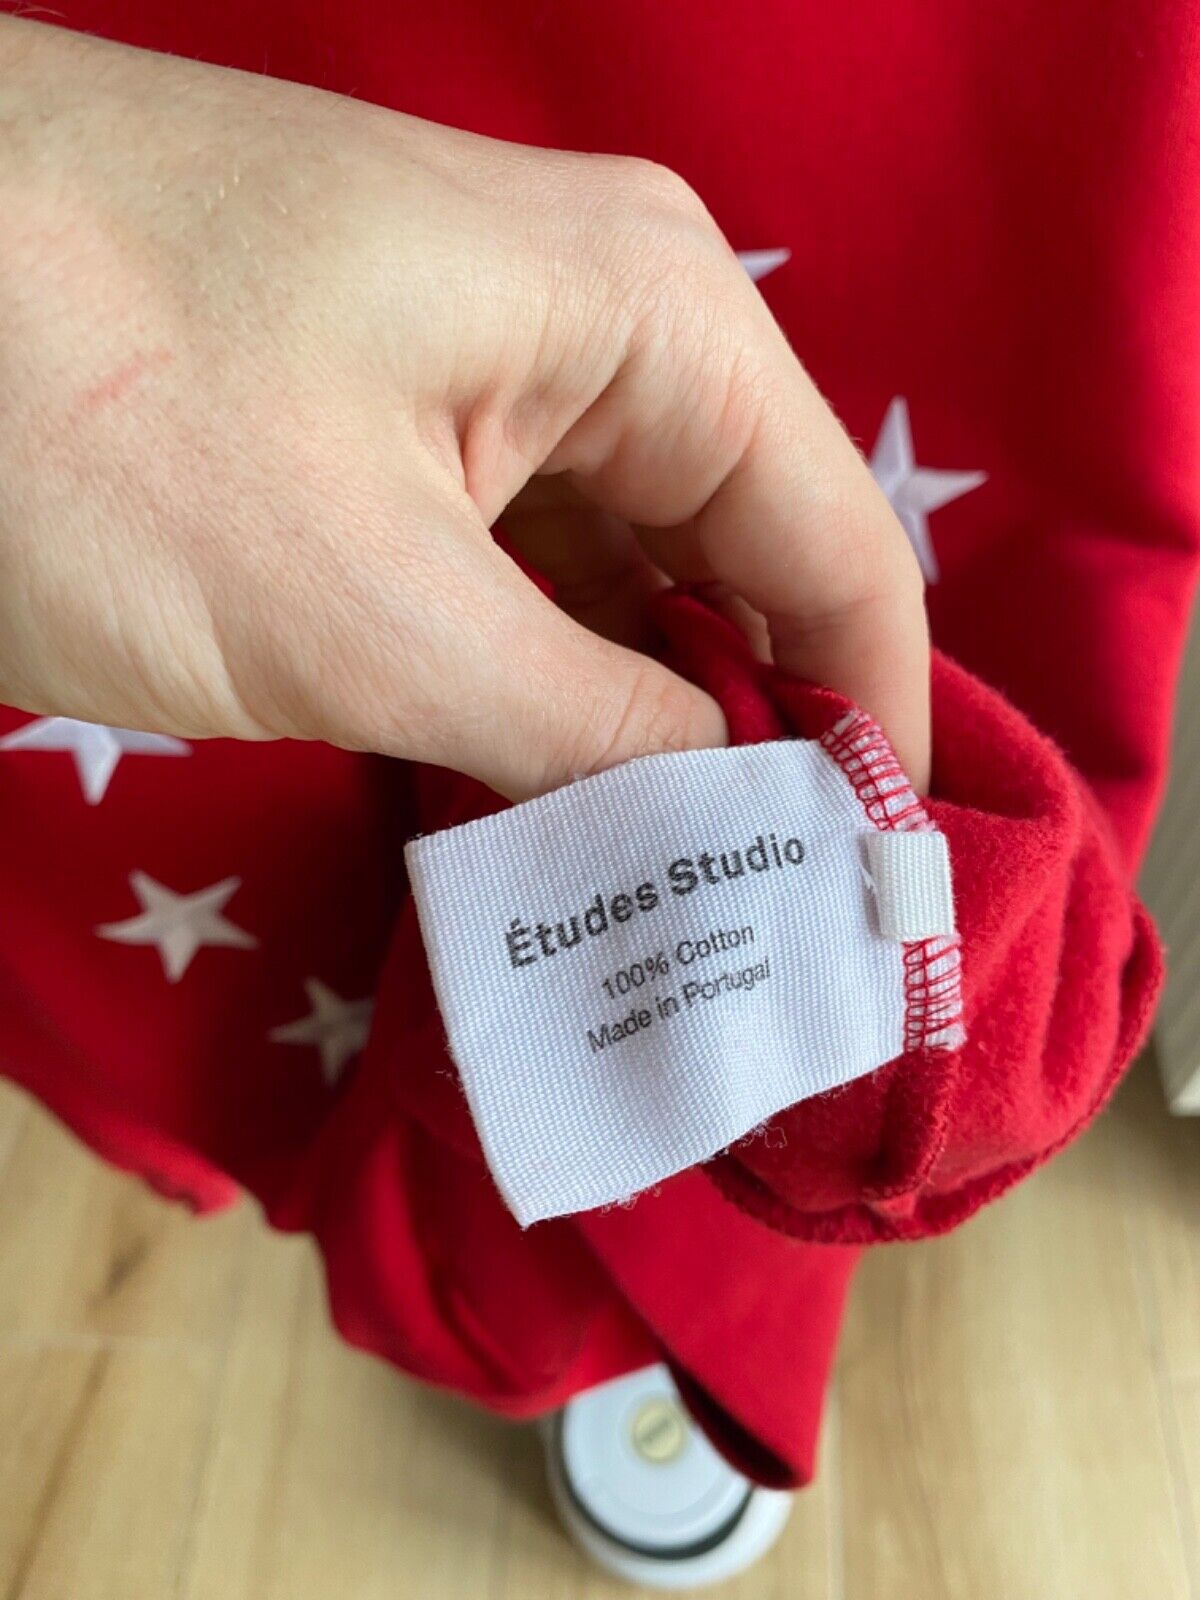 Études Studio
100% Cotton
Made in Portugal